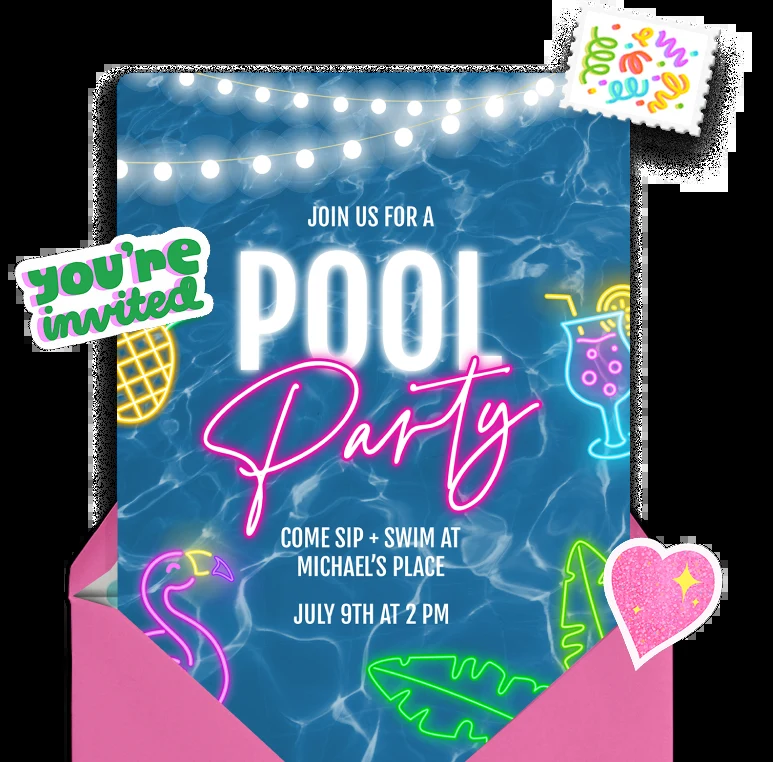 you're
invited
JOIN US FOR A
POOL
Party
COME SIP + SWIM AT
MICHAEL'S PLACE
JULY 9TH AT 2 PM